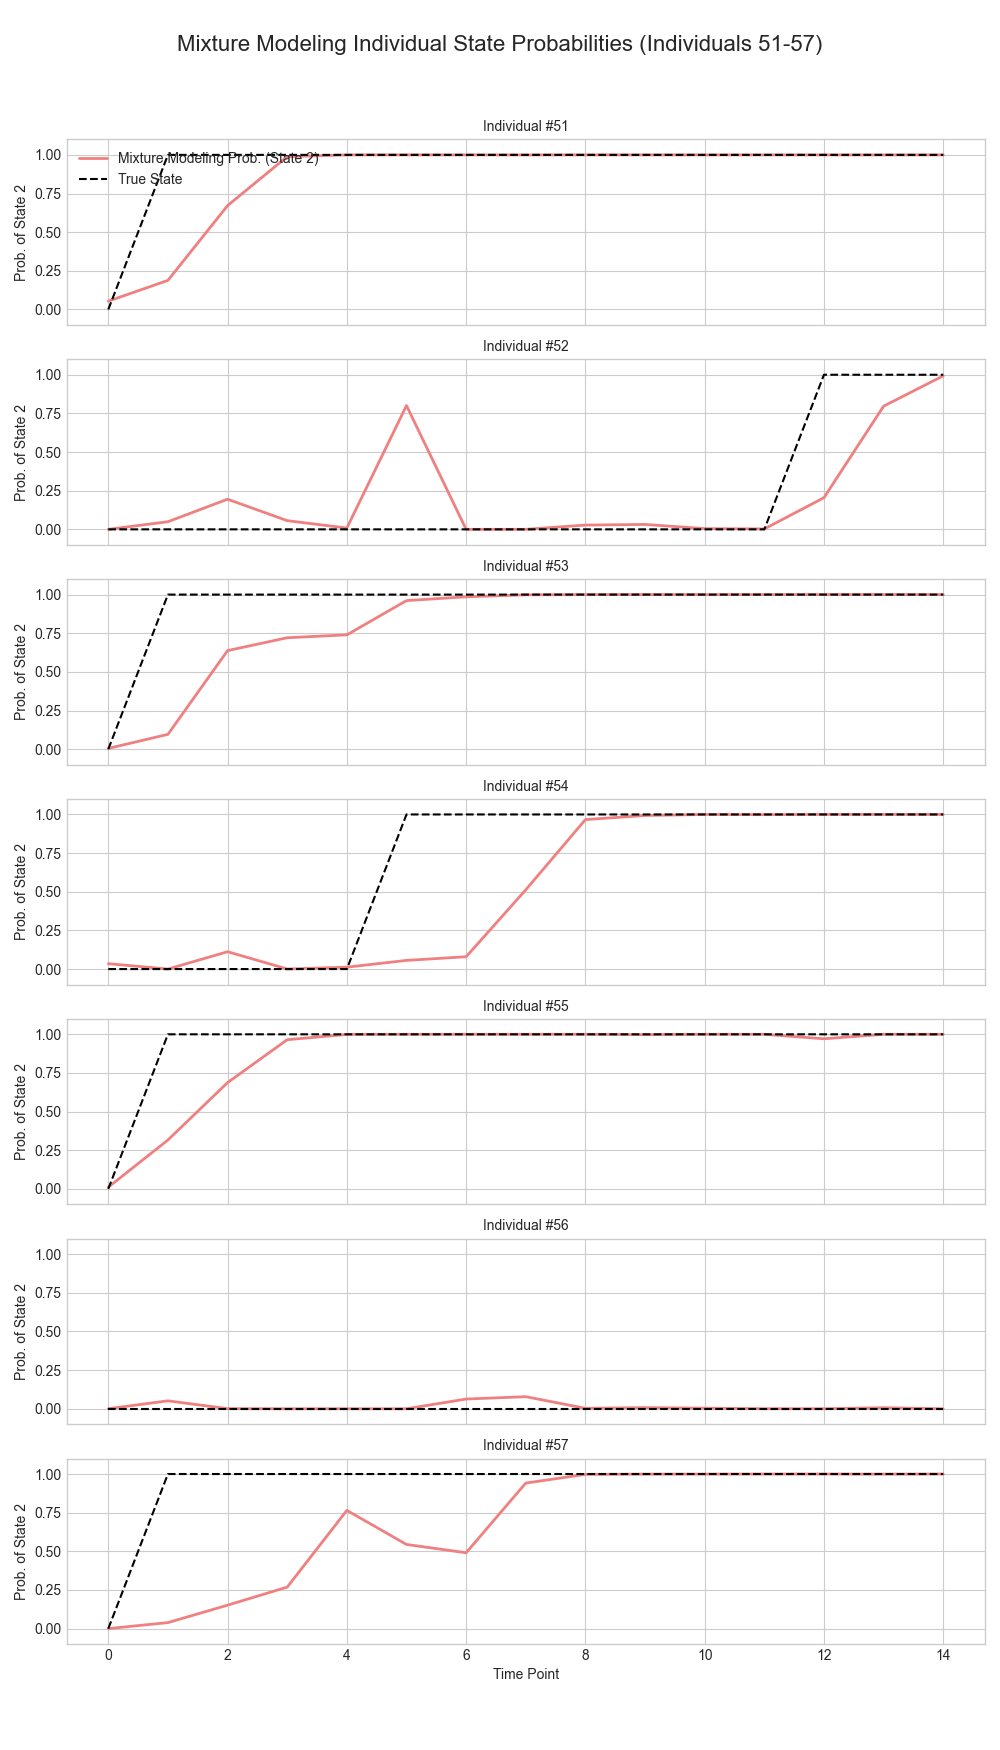 Mixture Modeling Individual State Probabilities (Individuals 51-57)
Individual #51
Mixture Modeling Prob. (State 2)
True State
1.00
0.75
0.50
0.25
0.00
Prob. of State 2
Individual #52
1.00
0.75
0.50
0.25
0.00
Prob. of State 2
Individual #53
1.00
0.75
0.50
0.25
0.00
Prob. of State 2
Individual #54
1.00
0.75
0.50
0.25
0.00
Prob. of State 2
Individual #55
1.00
0.75
0.50
0.25
0.00
Prob. of State 2
Individual #56
1.00
0.75
0.50
0.25
0.00
Prob. of State 2
Individual #57
1.00
0.75
0.50
0.25
0.00
Prob. of State 2
0 2 4 6 8 10 12 14
Time Point